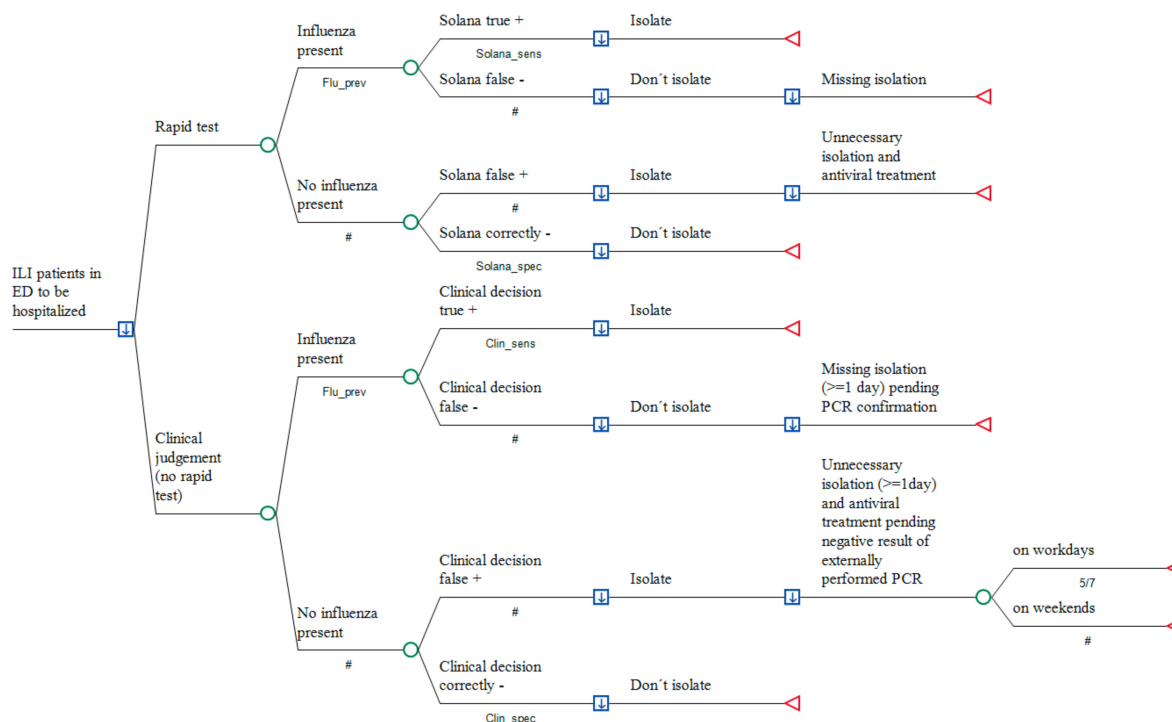 Solana true +
Isolate
Influenza
present
Solana_sens
Flu_prev
Solana false -
Don´t isolate
Missing isolation
#
Rapid test
Unnecessary
isolation and
antiviral treatment
No influenza
present
Solana false +
Isolate
#
#
Solana correctly -
Don´t isolate
Solana_spec
ILI patients in
ED to be
hospitalized
Clinical decision
true +
Isolate
Clin_sens
Influenza
present
Flu_prev
Clinical decision
false -
Don´t isolate
#
Missing isolation
(>=1 day) pending
PCR confirmation
Clinical
judgement
(no rapid
test)
Unnecessary
isolation (>=1day)
and antiviral
treatment pending
negative result of
externally
performed PCR
Clinical decision
false +
Isolate
#
on workdays
5/7
on weekends
#
No influenza
present
#
Clinical decision
correctly -
Don´t isolate
Clin_spec